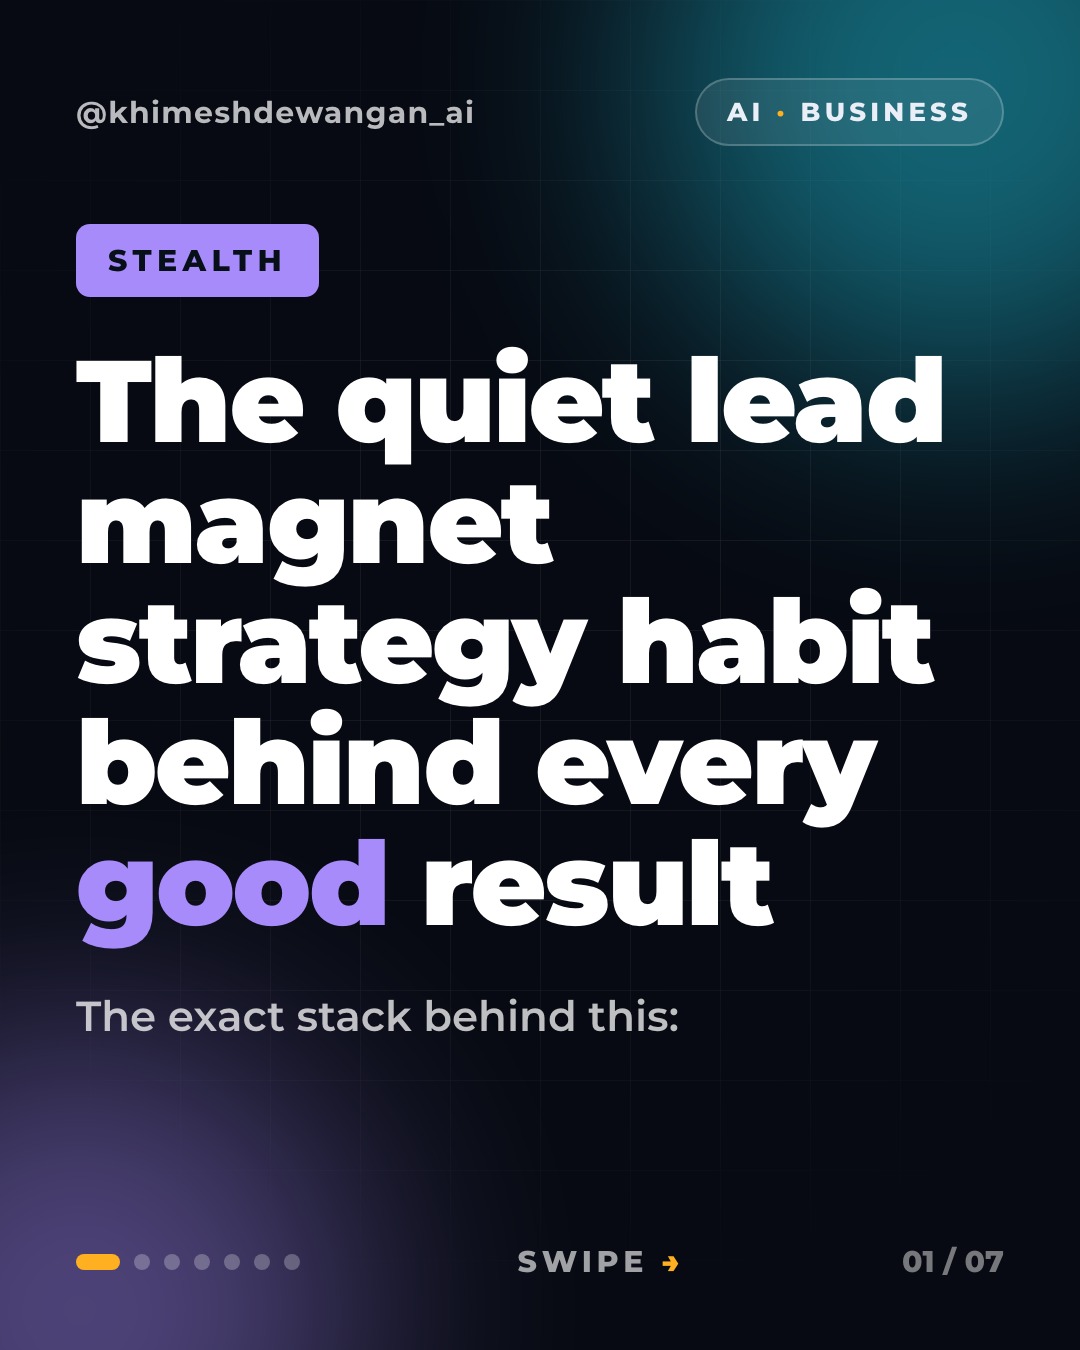 @khimeshdewangan_ai
AI · BUSINESS
STEALTH
The quiet lead
magnet
strategy habit
behind every
good result
The exact stack behind this:
SWIPE →
01 / 07